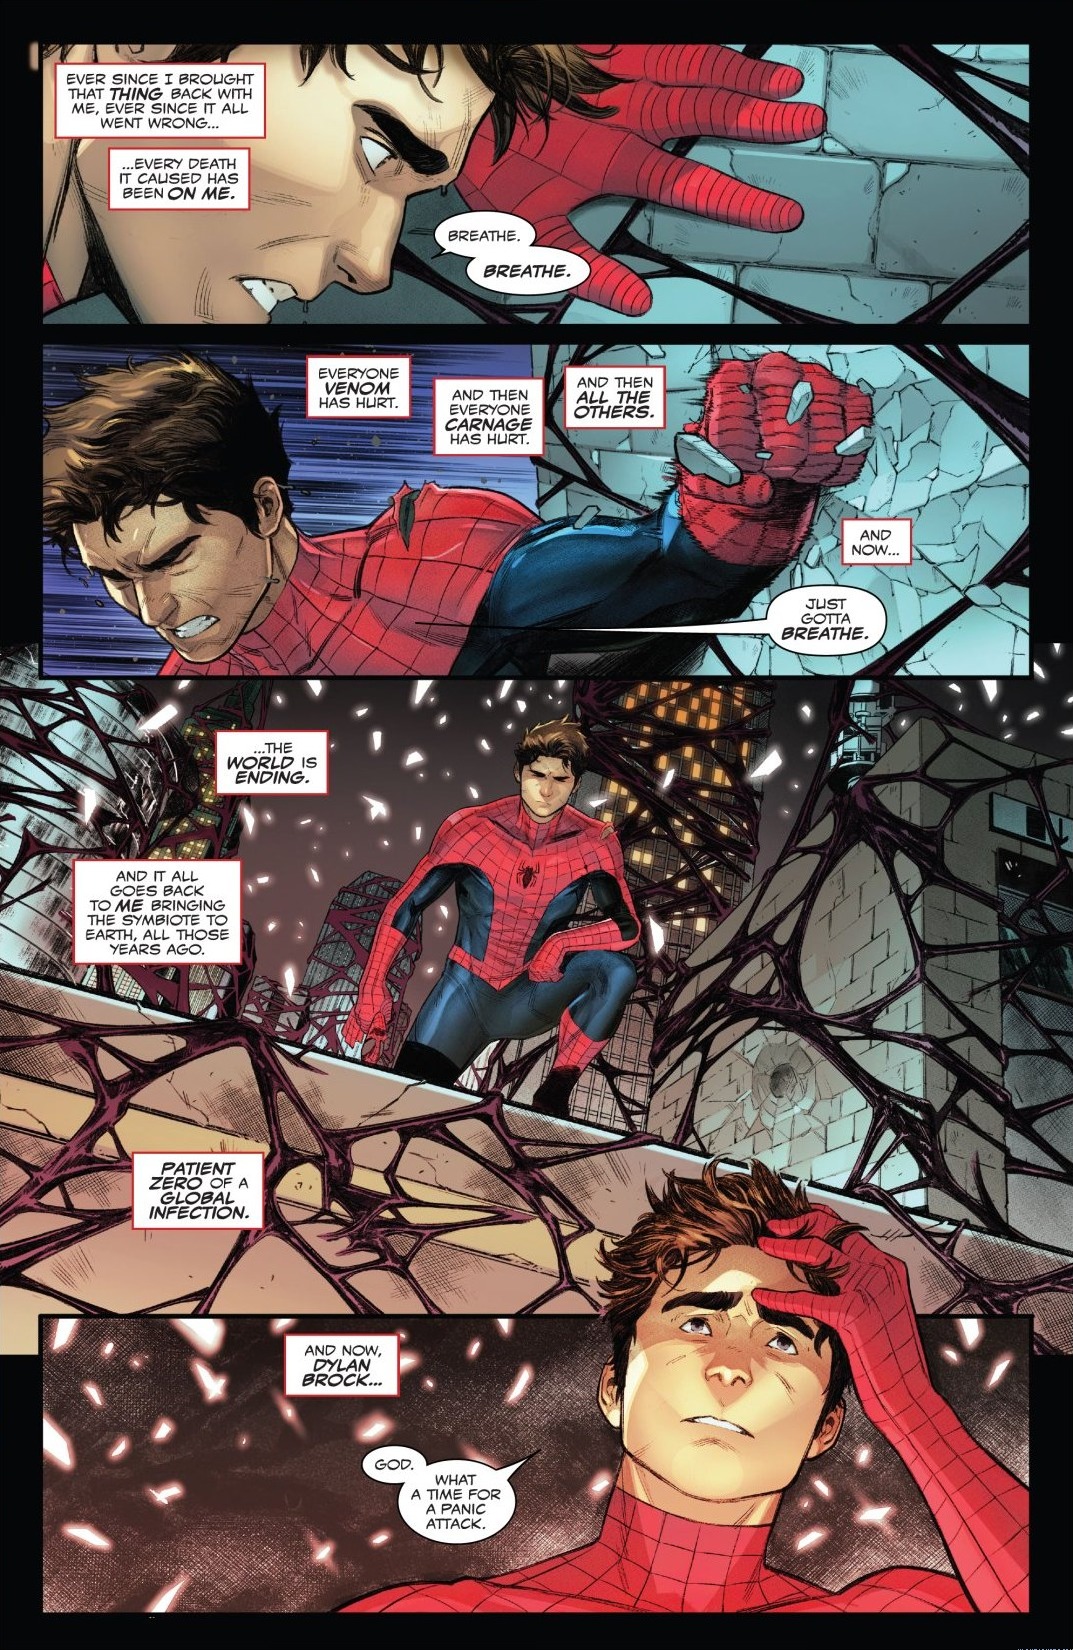 EVER SINCE I BROUGHT
THAT THING BACK WITH
ME, EVER SINCE IT ALL
WENT WRONG...
...EVERY DEATH
IT CAUSED HAS
BEEN ON ME.
BREATHE.
BREATHE.
EVERYONE
VENOM
HAS HURT.
AND THEN
EVERYONE
CARNAGE
HAS HURT.
AND THEN
ALL THE
OTHERS.
AND
NOW...
JUST
GOTTA
BREATHE.
...THE
WORLD IS
ENDING.
AND IT ALL
GOES BACK
TO ME BRINGING
THE SYMBIOTE TO
EARTH, ALL THOSE
YEARS AGO.
PATIENT
ZERO OF A
GLOBAL
INFECTION.
AND NOW,
DYLAN
BROCK...
GOD.
WHAT
A TIME FOR
A PANIC
ATTACK.